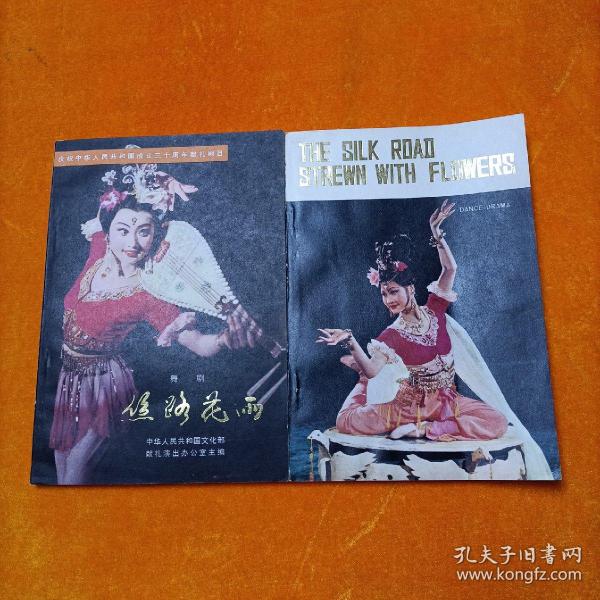 庆祝中华人民共和国成立三十周年献礼剧目
舞剧
丝路花雨
中华人民共和国文化部
献礼演出办公室主编
THE SILK ROAD
STREWN WITH FLOWERS
DANCE-DRAMA
孔夫子旧书网
www.kongfz.com